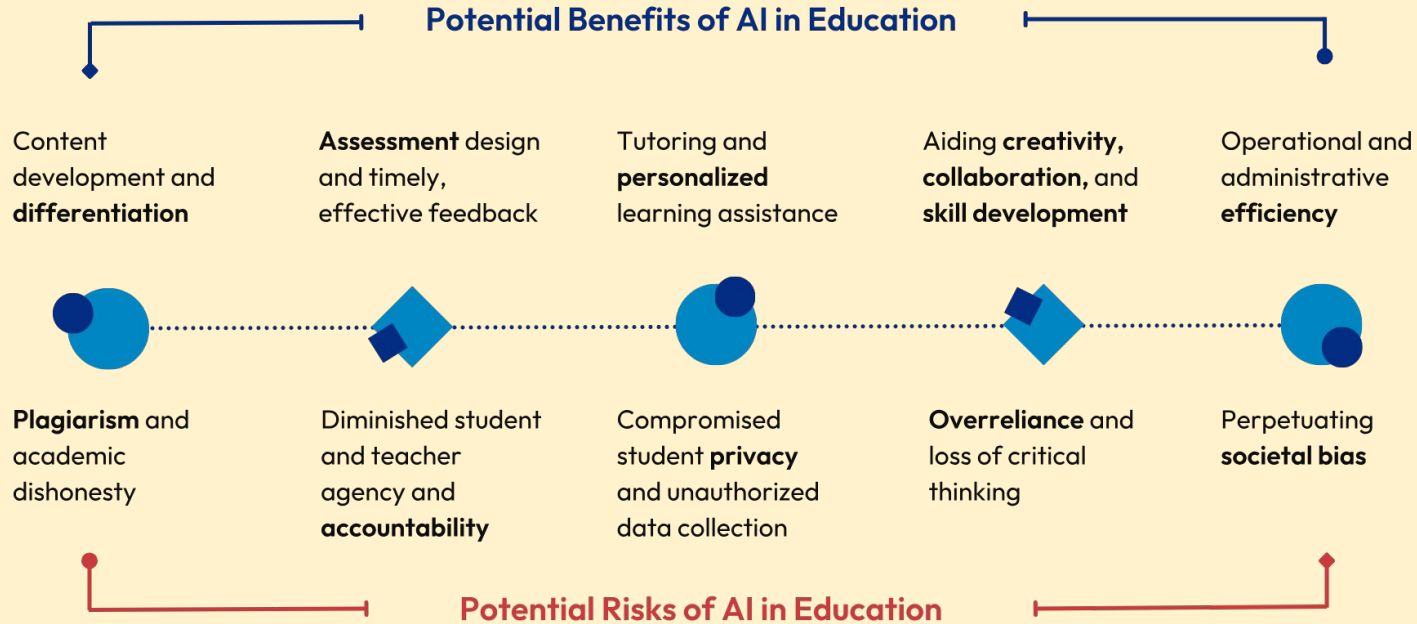 Potential Benefits of AI in Education
Content
development and
differentiation
Assessment design
and timely,
effective feedback
Tutoring and
personalized
learning assistance
Aiding creativity,
collaboration, and
skill development
Operational and
administrative
efficiency
Plagiarism and
academic
dishonesty
Diminished student
and teacher
agency and
accountability
Compromised
student privacy
and unauthorized
data collection
Overreliance and
loss of critical
thinking
Perpetuating
societal bias
Potential Risks of AI in Education